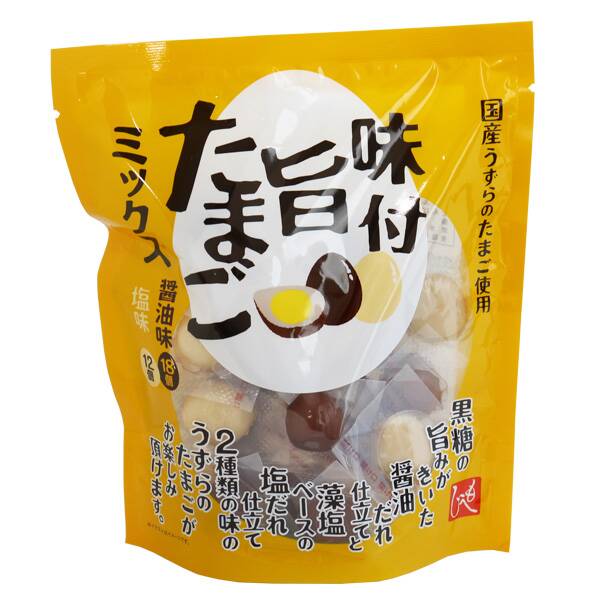 国産うずらのたまご使用
味付
旨
たまご
ミックス
醤油味18個
塩味12個
黒糖の
旨みが
きいた
醤油
だれ
仕立てと
藻塩
ベースの
塩だれ
仕立て
2種類の味の
うずらの
たまごが
お楽しみ
頂けます。
もへじ